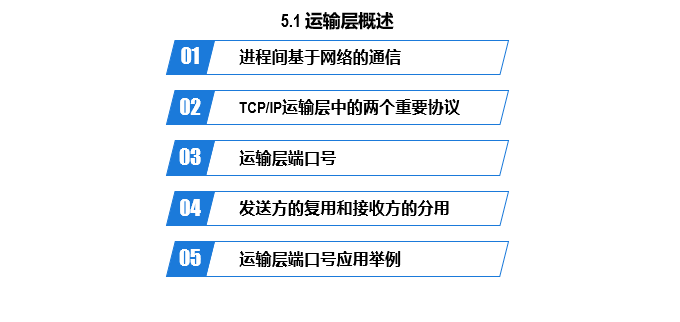 5.1 运输层概述
01 进程间基于网络的通信
02 TCP/IP运输层中的两个重要协议
03 运输层端口号
04 发送方的复用和接收方的分用
05 运输层端口号应用举例